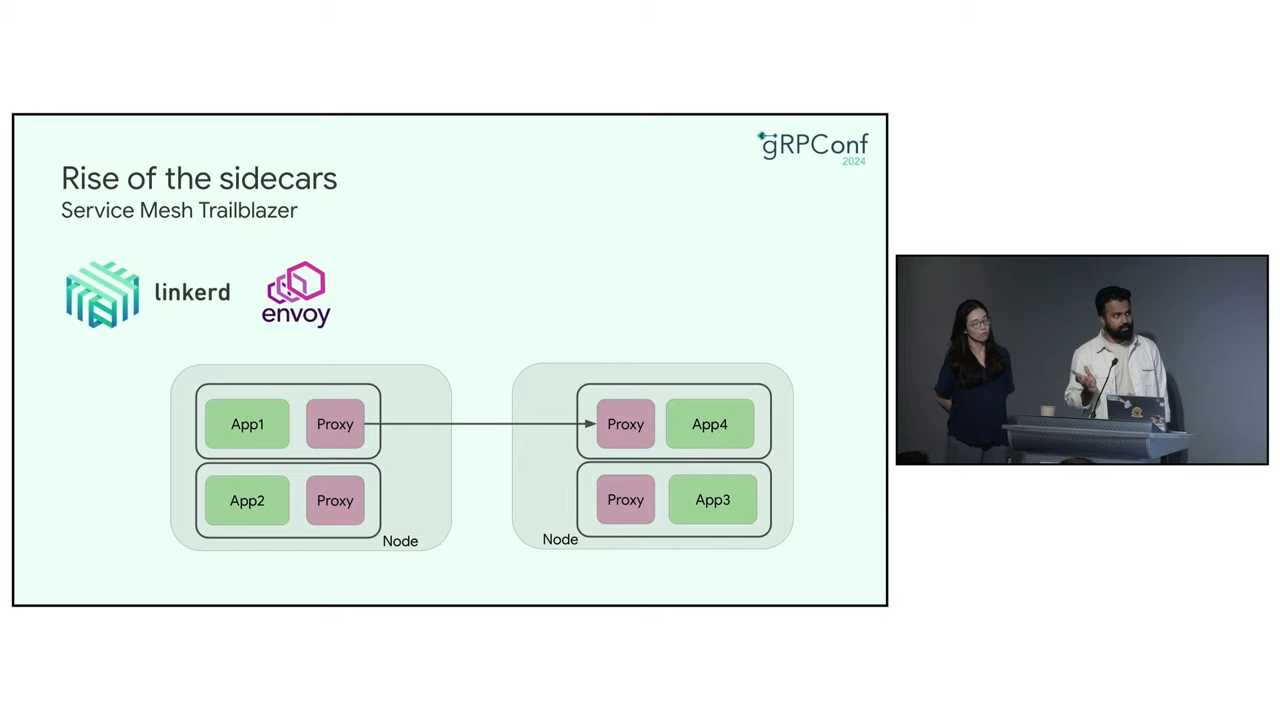 gRPConf
2024
Rise of the sidecars
Service Mesh Trailblazer
linkerd
envoy
App1
Proxy
Proxy
App4
App2
Proxy
Proxy
App3
Node
Node